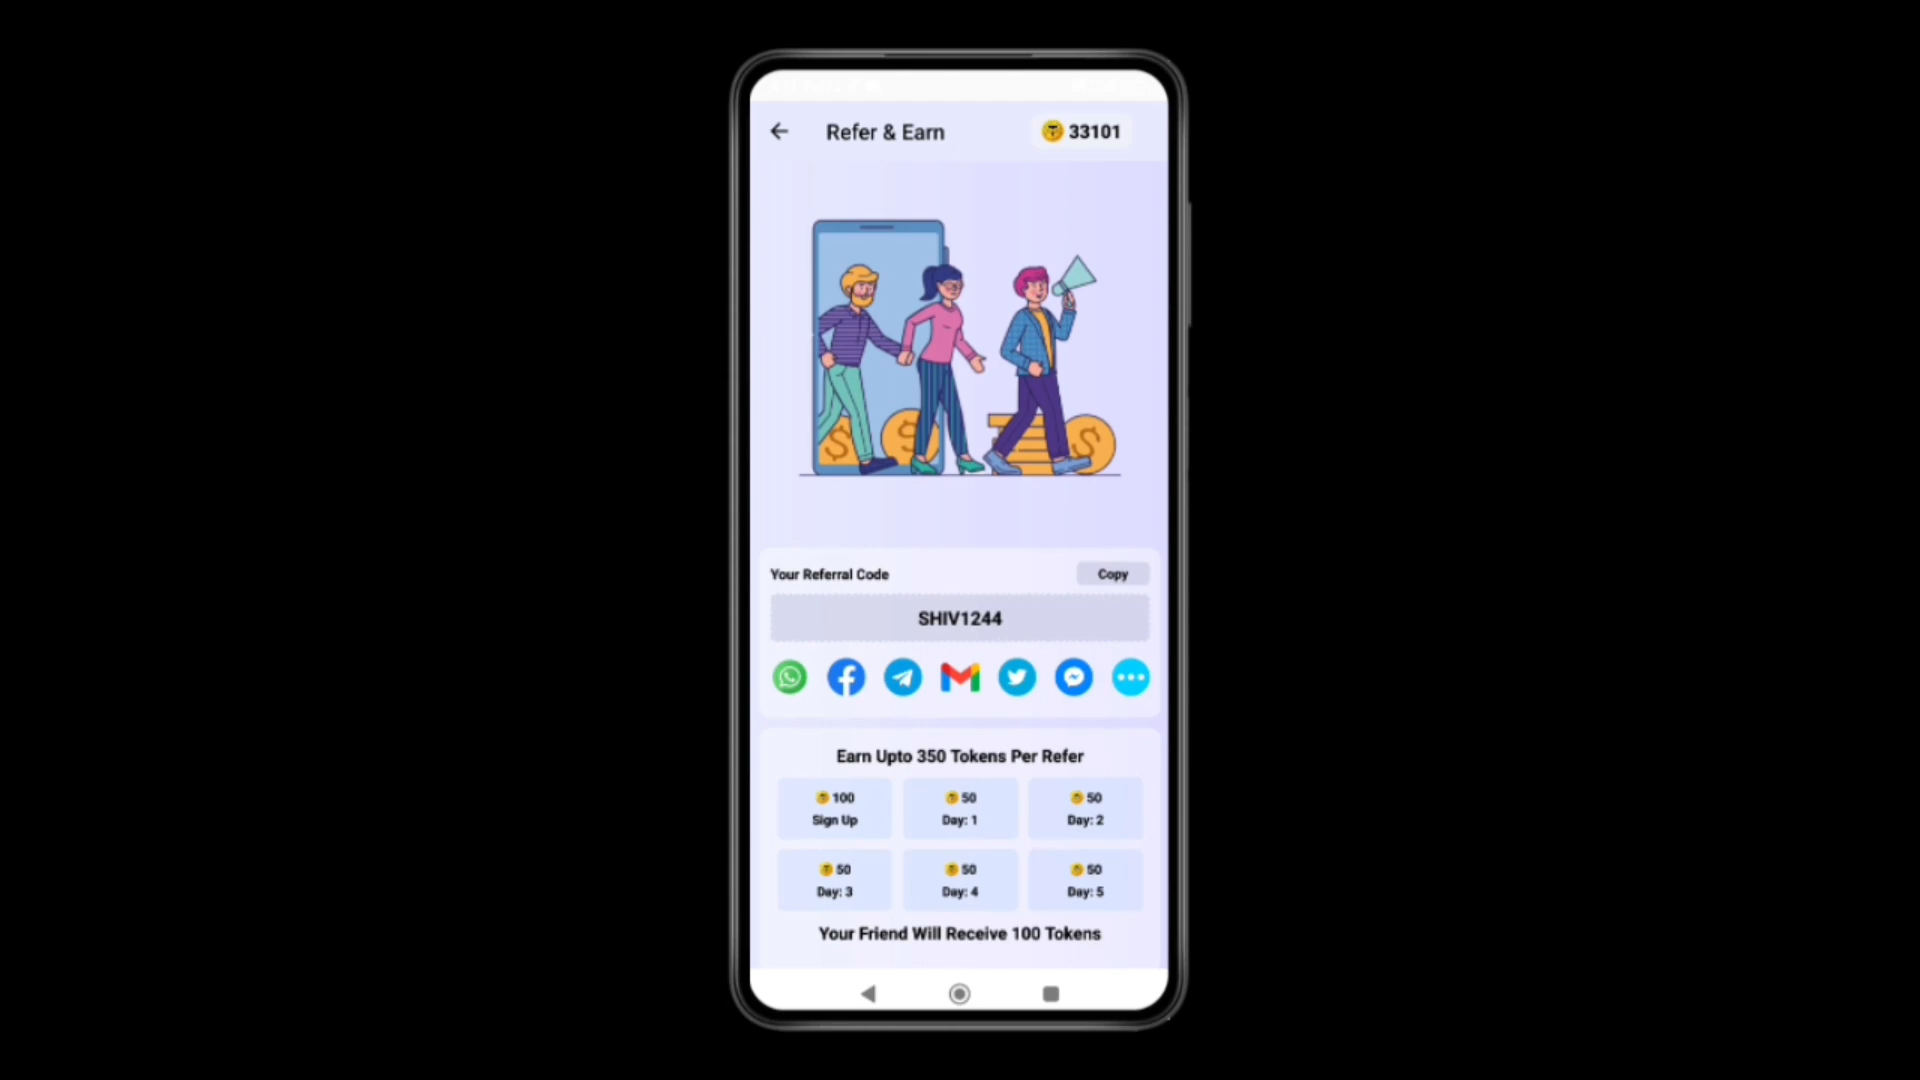 Refer & Earn
33101
Your Referral Code
Copy
SHIV1244
Earn Upto 350 Tokens Per Refer
100
50
50
Sign Up
Day: 1
Day: 2
50
50
50
Day: 3
Day: 4
Day: 5
Your Friend Will Receive 100 Tokens